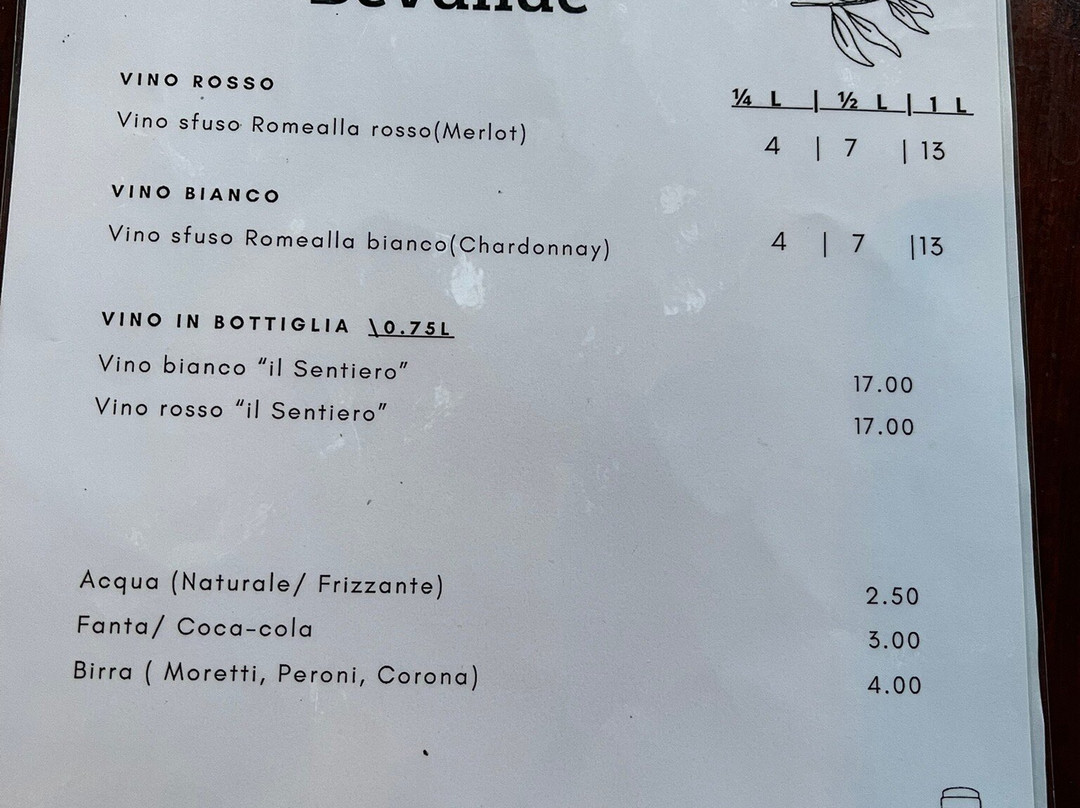 Bevande
VINO ROSSO
¼ L | ½ L | 1 L
Vino sfuso Romealla rosso(Merlot) 4 | 7 | 13
VINO BIANCO
Vino sfuso Romealla bianco(Chardonnay) 4 | 7 |13
VINO IN BOTTIGLIA \0.75L
Vino bianco “il Sentiero” 17.00
Vino rosso “il Sentiero” 17.00
Acqua (Naturale/ Frizzante) 2.50
Fanta/ Coca-cola 3.00
Birra ( Moretti, Peroni, Corona) 4.00